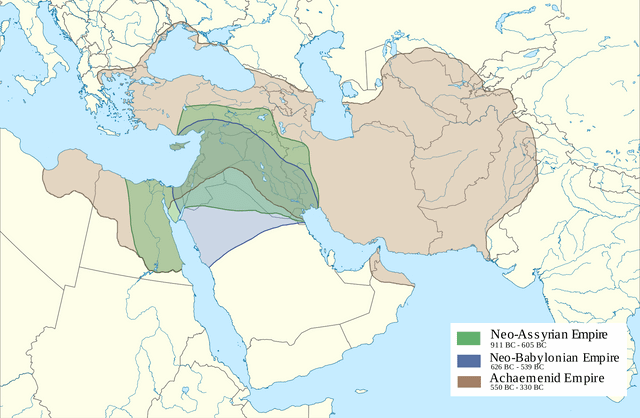 Neo-Assyrian Empire
911 BC - 605 BC
Neo-Babylonian Empire
626 BC - 539 BC
Achaemenid Empire
550 BC - 330 BC